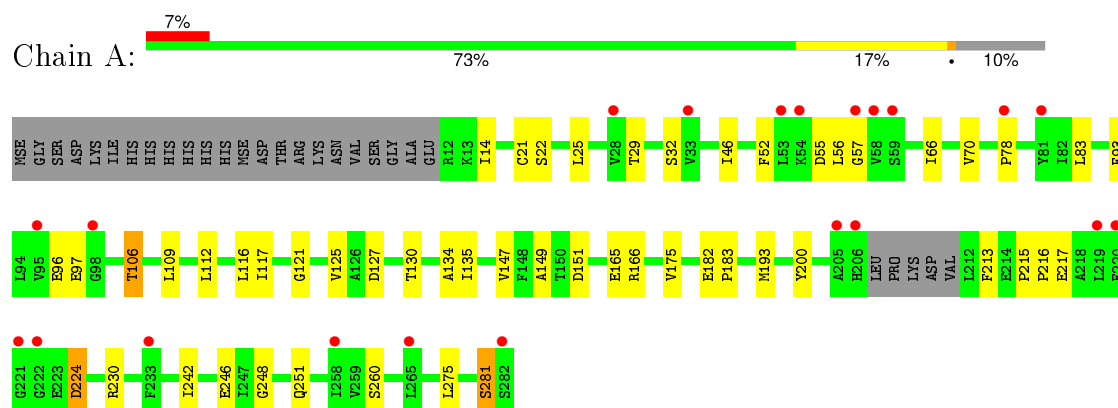 7%
Chain A:
73% 17% • 10%
MSE GLY SER ASP LYS ILE HIS HIS HIS HIS HIS HIS MSE ASP THR ARG LYS ASN VAL SER GLY ALA GLU R12 K13 I14 C21 S22 L25 V28 T29 S32 V33 I46 F52 L53 K54 D55 L56 G57 V58 S59 I66 V70 P78 Y81 I82 L83
L94 V95 E96 E97 G98 T106 L109 L112 L116 I117 G121 V125 A126 D127 T130 A134 I135 V147 F148 A149 T150 D151 E165 R166 V175 E182 P183 M193 Y200 A205 H206 LEU PRO LYS ASP VAL L212 F213 E214 P215 P216 E217 A218 L219
G221 G222 E223 D224 R230 F233 I242 E246 I247 G248 Q251 I258 V259 S260 L265 L275 S281 S282